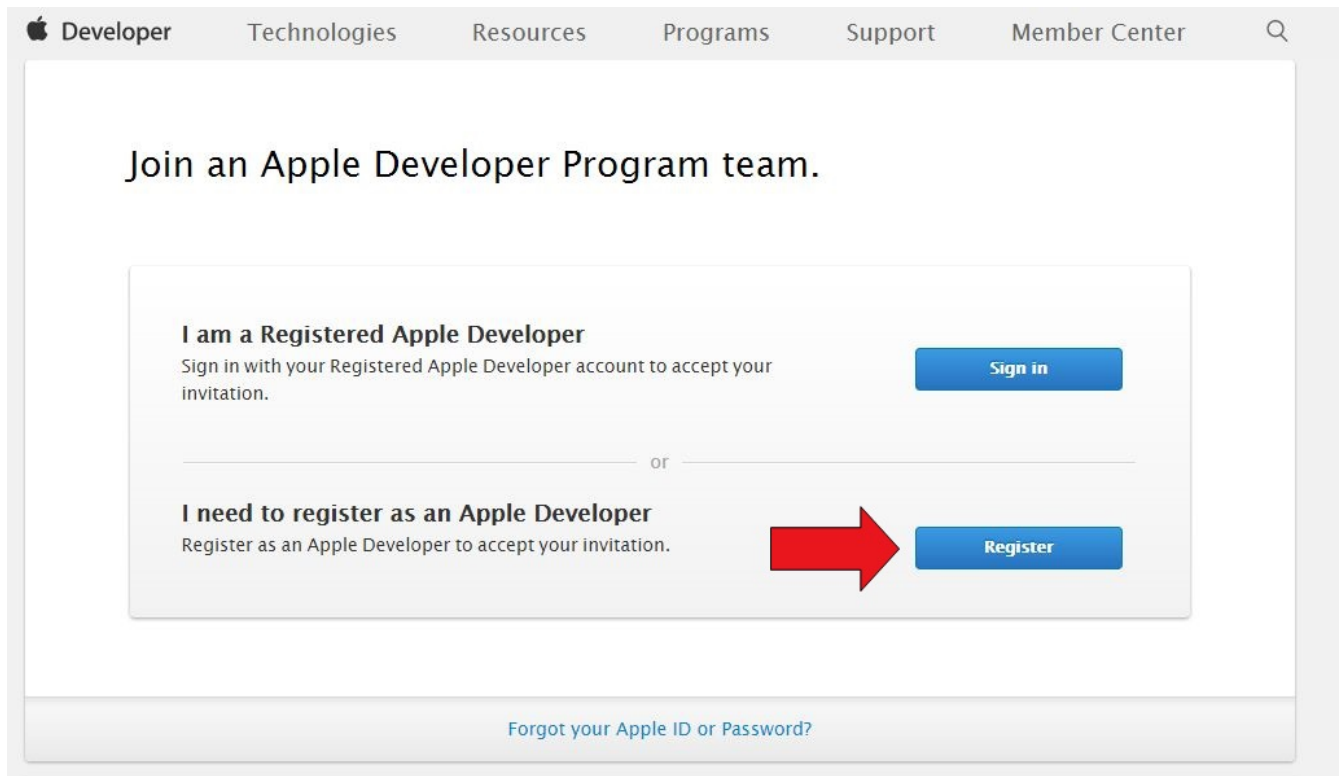 Developer Technologies Resources Programs Support Member Center
Join an Apple Developer Program team.
I am a Registered Apple Developer
Sign in with your Registered Apple Developer account to accept your
invitation.
Sign in
or
I need to register as an Apple Developer
Register as an Apple Developer to accept your invitation.
Register
Forgot your Apple ID or Password?